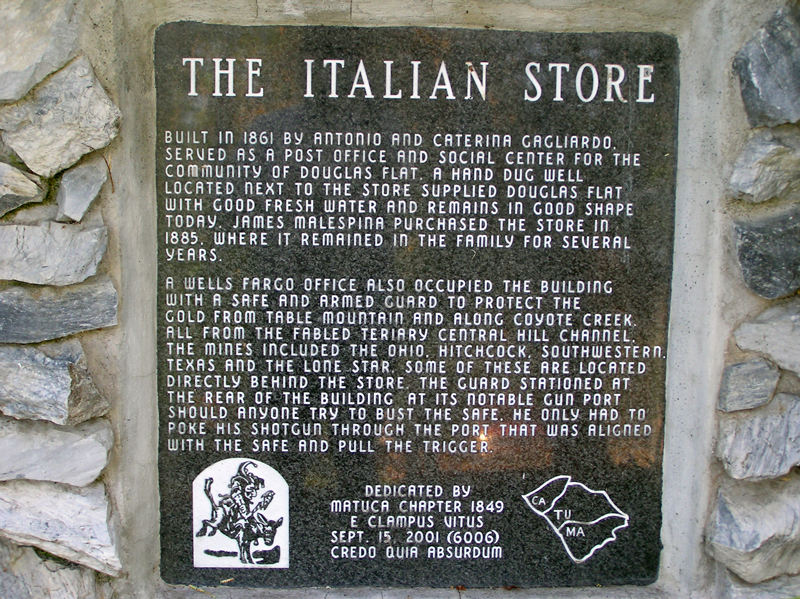 THE ITALIAN STORE
BUILT IN 1861 BY ANTONIO AND CATERINA GAGLIARDO.
SERVED AS A POST OFFICE AND SOCIAL CENTER FOR THE
COMMUNITY OF DOUGLAS FLAT. A HAND DUG WELL
LOCATED NEXT TO THE STORE SUPPLIED DOUGLAS FLAT
WITH GOOD FRESH WATER AND REMAINS IN GOOD SHAPE
TODAY. JAMES MALESPINA PURCHASED THE STORE IN
1885, WHERE IT REMAINED IN THE FAMILY FOR SEVERAL
YEARS.
A WELLS FARGO OFFICE ALSO OCCUPIED THE BUILDING
WITH A SAFE AND ARMED GUARD TO PROTECT THE
GOLD FROM TABLE MOUNTAIN AND ALONG COYOTE CREEK.
ALL FROM THE FABLED TERIARY CENTRAL HILL CHANNEL.
THE MINES INCLUDED THE OHIO, HITCHCOCK, SOUTHWESTERN,
TEXAS AND THE LONE STAR. SOME OF THESE ARE LOCATED
DIRECTLY BEHIND THE STORE. THE GUARD STATIONED AT
THE REAR OF THE BUILDING AT ITS NOTABLE GUN PORT
SHOULD ANYONE TRY TO BUST THE SAFE, HE ONLY HAD TO
POKE HIS SHOTGUN THROUGH THE PORT THAT WAS ALIGNED
WITH THE SAFE AND PULL THE TRIGGER.
DEDICATED BY
MATUCA CHAPTER 1849
E CLAMPUS VITUS
SEPT. 15, 2001 (6006)
CREDO QUIA ABSURDUM
CA
TU
MA